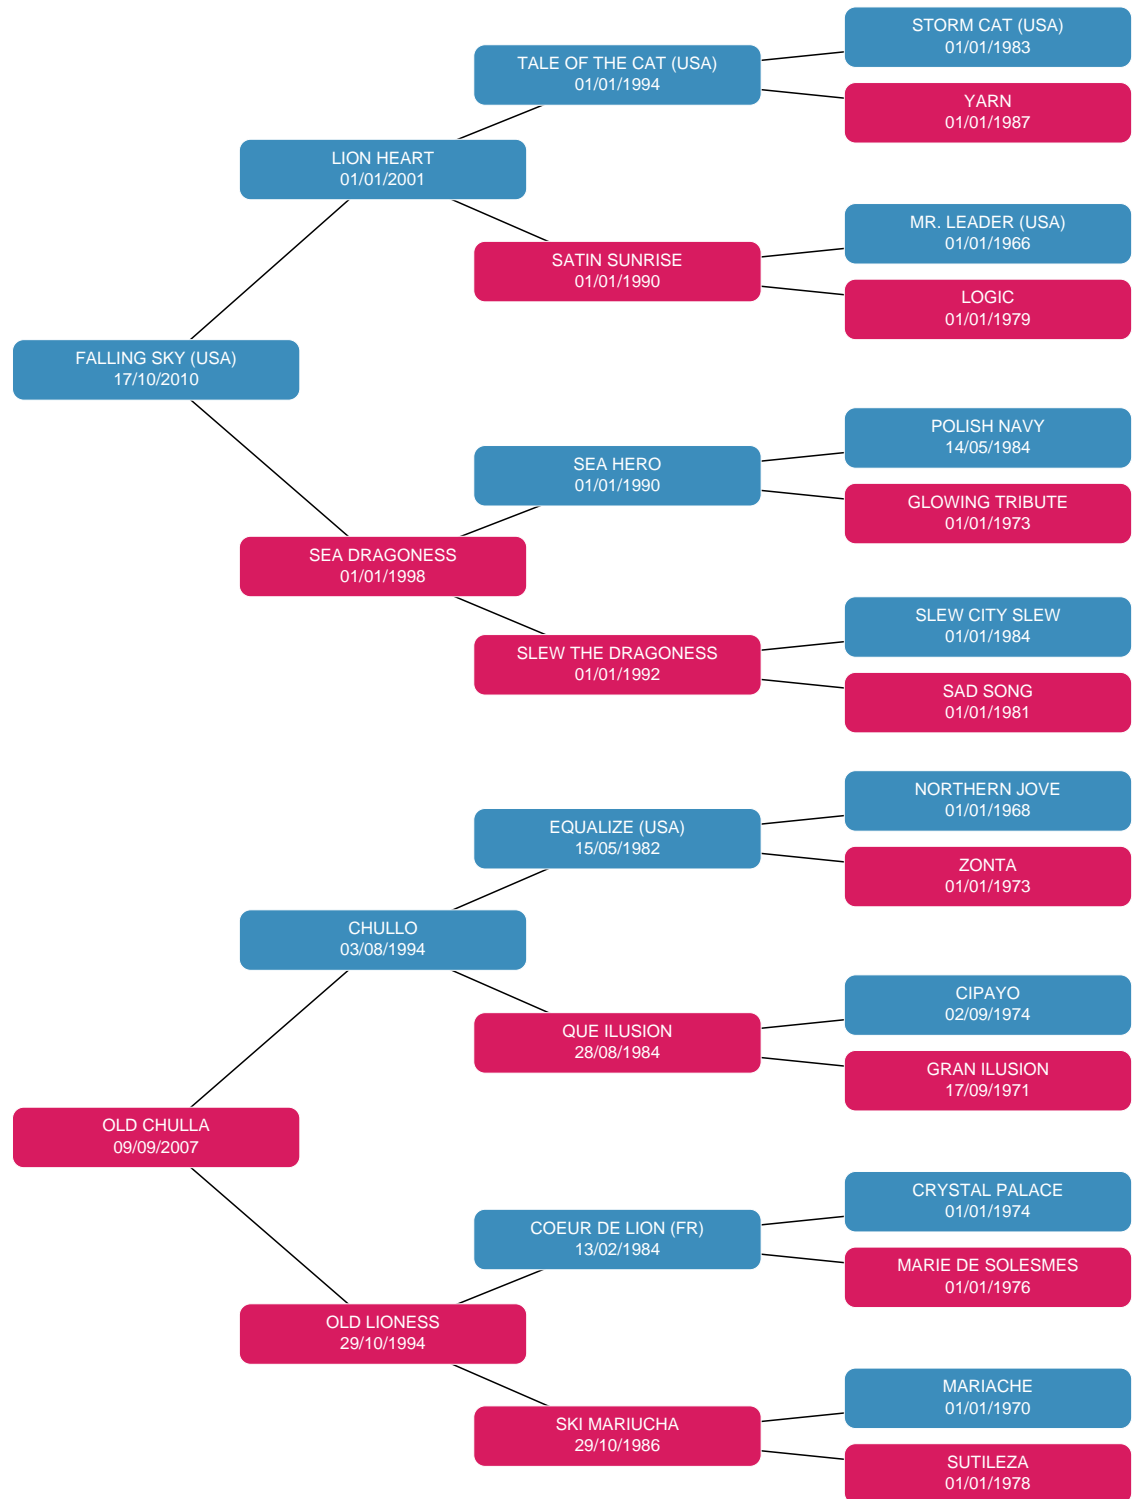 STORM CAT (USA)
01/01/1983
TALE OF THE CAT (USA)
01/01/1994
YARN
01/01/1987
LION HEART
01/01/2001
MR. LEADER (USA)
01/01/1966
SATIN SUNRISE
01/01/1990
LOGIC
01/01/1979
FALLING SKY (USA)
17/10/2010
POLISH NAVY
14/05/1984
SEA HERO
01/01/1990
GLOWING TRIBUTE
01/01/1973
SEA DRAGONESS
01/01/1998
SLEW CITY SLEW
01/01/1984
SLEW THE DRAGONESS
01/01/1992
SAD SONG
01/01/1981
NORTHERN JOVE
01/01/1968
EQUALIZE (USA)
15/05/1982
ZONTA
01/01/1973
CHULLO
03/08/1994
CIPAYO
02/09/1974
QUE ILUSION
28/08/1984
GRAN ILUSION
17/09/1971
OLD CHULLA
09/09/2007
CRYSTAL PALACE
01/01/1974
COEUR DE LION (FR)
13/02/1984
MARIE DE SOLESMES
01/01/1976
OLD LIONESS
29/10/1994
MARIACHE
01/01/1970
SKI MARIUCHA
29/10/1986
SUTILEZA
01/01/1978